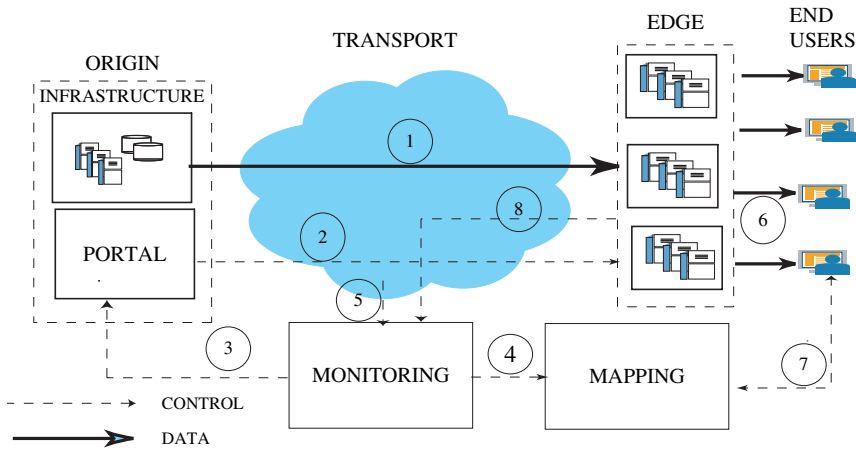 ORIGIN
INFRASTRUCTURE
TRANSPORT
EDGE
END
USERS
1
2
8
6
PORTAL
5
3
4
7
MONITORING
MAPPING
CONTROL
DATA